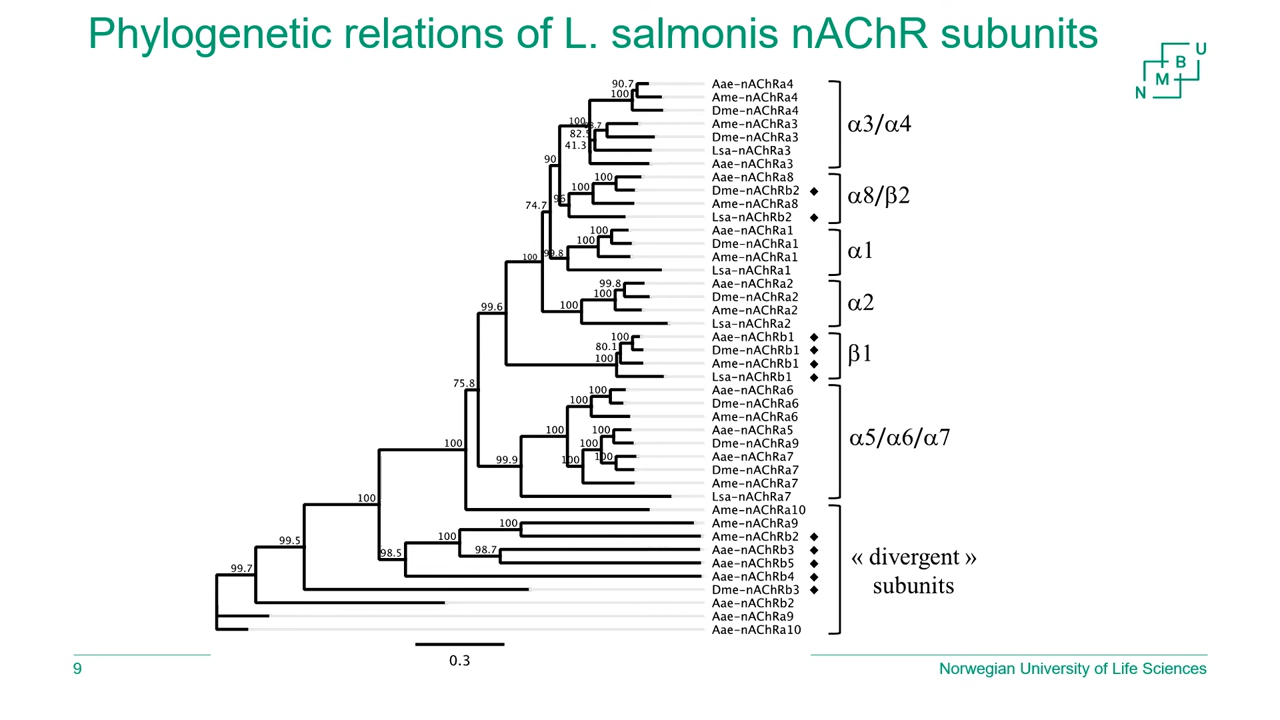 Phylogenetic relations of L. salmonis nAChR subunits
N M B U
90.7
100
100
82.
41.3
90
100
100
96
74.7
100
100
99.8
100
99.8
100
100
99.6
100
80.1
100
75.8
100
100
100
100
100
100
100
99.9
100
100
100
100
98.7
98.5
99.5
99.7
Aae-nAChRa4
Ame-nAChRa4
Dme-nAChRa4
Ame-nAChRa3
Dme-nAChRa3
Lsa-nAChRa3
Aae-nAChRa3
Aae-nAChRa8
Dme-nAChRb2 ◆
Ame-nAChRa8
Lsa-nAChRb2 ◆
Aae-nAChRa1
Dme-nAChRa1
Ame-nAChRa1
Lsa-nAChRa1
Aae-nAChRa2
Dme-nAChRa2
Ame-nAChRa2
Lsa-nAChRa2
Aae-nAChRb1 ◆
Dme-nAChRb1 ◆
Ame-nAChRb1 ◆
Lsa-nAChRb1 ◆
Aae-nAChRa6
Dme-nAChRa6
Ame-nAChRa6
Aae-nAChRa5
Dme-nAChRa9
Aae-nAChRa7
Dme-nAChRa7
Ame-nAChRa7
Lsa-nAChRa7
Ame-nAChRa10
Ame-nAChRa9
Ame-nAChRb2 ◆
Aae-nAChRb3 ◆
Aae-nAChRb5 ◆
Aae-nAChRb4 ◆
Dme-nAChRb3 ◆
Aae-nAChRb2
Aae-nAChRa9
Aae-nAChRa10
α3/α4
α8/β2
α1
α2
β1
α5/α6/α7
« divergent »
subunits
0.3
9
Norwegian University of Life Sciences